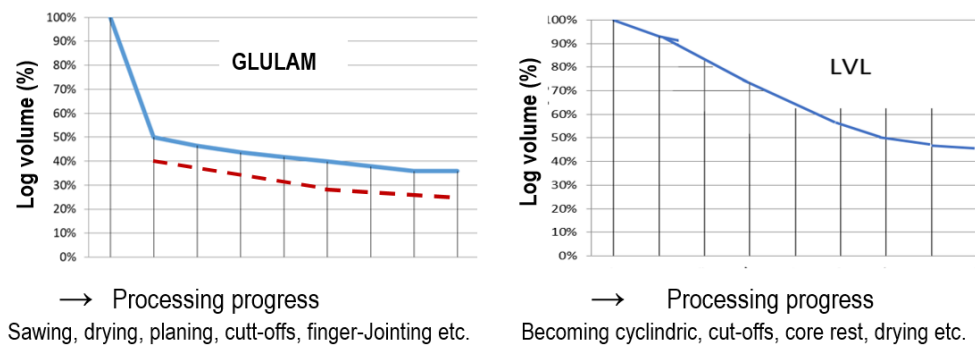 Log volume (%)
100%
90%
80%
70%
60%
50%
40%
30%
20%
10%
0%
GLULAM
→ Processing progress
Sawing, drying, planing, cutt-offs, finger-Jointing etc.
Log volume (%)
100%
90%
80%
70%
60%
50%
40%
30%
20%
10%
0%
LVL
→ Processing progress
Becoming cyclindric, cut-offs, core rest, drying etc.